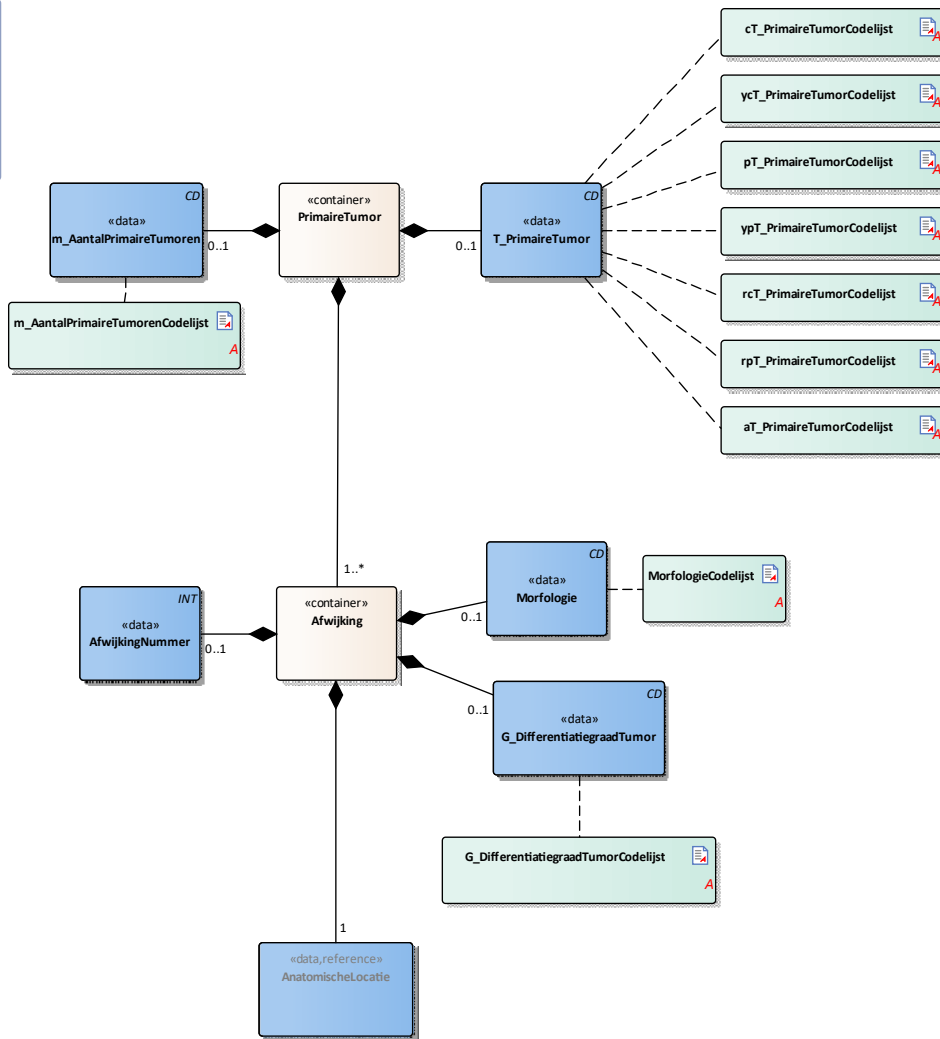 cT_PrimaireTumorCodelijst
A
ycT_PrimaireTumorCodelijst
A
pT_PrimaireTumorCodelijst
A
ypT_PrimaireTumorCodelijst
A
rcT_PrimaireTumorCodelijst
A
rpT_PrimaireTumorCodelijst
A
aT_PrimaireTumorCodelijst
A
CD
«data»
m_AantalPrimaireTumoren
0..1
«container»
PrimaireTumor
CD
«data»
T_PrimaireTumor
0..1
m_AantalPrimaireTumorenCodelijst
A
1..*
INT
«data»
AfwijkingNummer
0..1
«container»
Afwijking
CD
«data»
Morfologie
0..1
MorfologieCodelijst
A
CD
«data»
G_DifferentiatiegraadTumor
0..1
G_DifferentiatiegraadTumorCodelijst
A
1
«data,reference»
AnatomischeLocatie